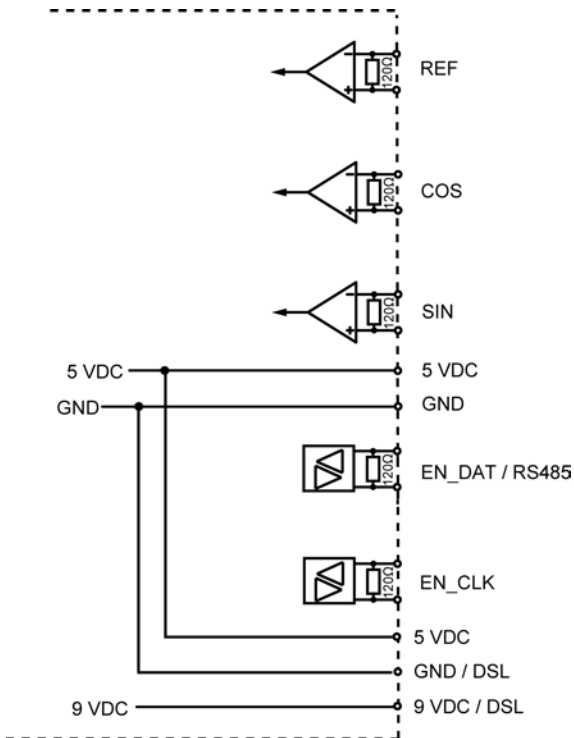 REF
120Ω
COS
120Ω
SIN
120Ω
5 VDC 5 VDC
GND GND
EN_DAT / RS485
120Ω
EN_CLK
120Ω
5 VDC
GND / DSL
9 VDC 9 VDC / DSL